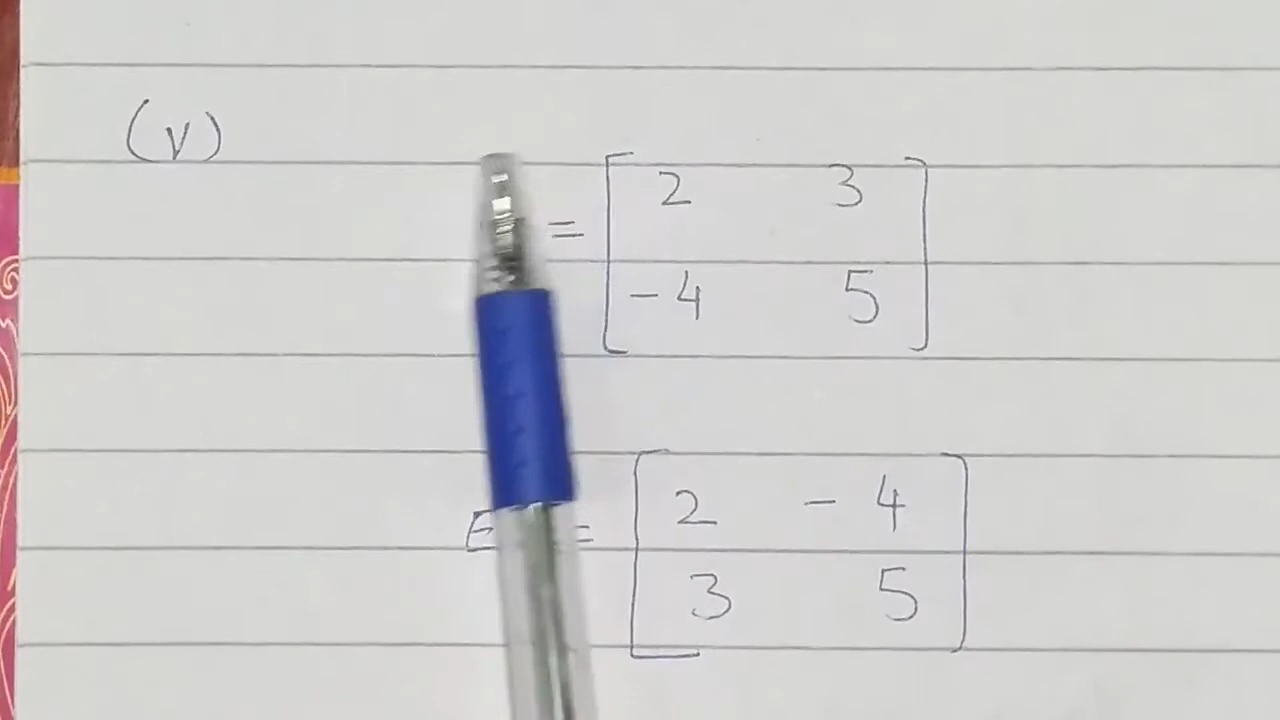 (v)
= [ 2 3
-4 5 ]
E = [ 2 - 4
3 5 ]